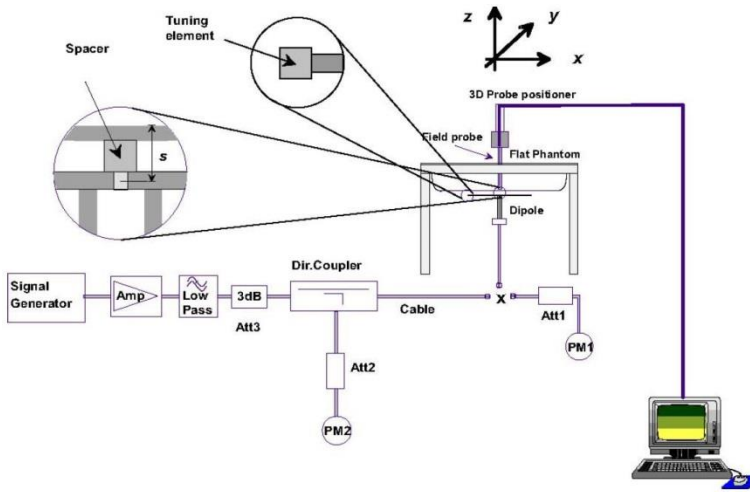 Tuning
element
Spacer
s
z
y
x
3D Probe positioner
Field probe
Flat Phantom
Dipole
Signal
Generator
Amp
Low
Pass
3dB
Att3
Dir.Coupler
Cable
x
Att1
PM1
Att2
PM2